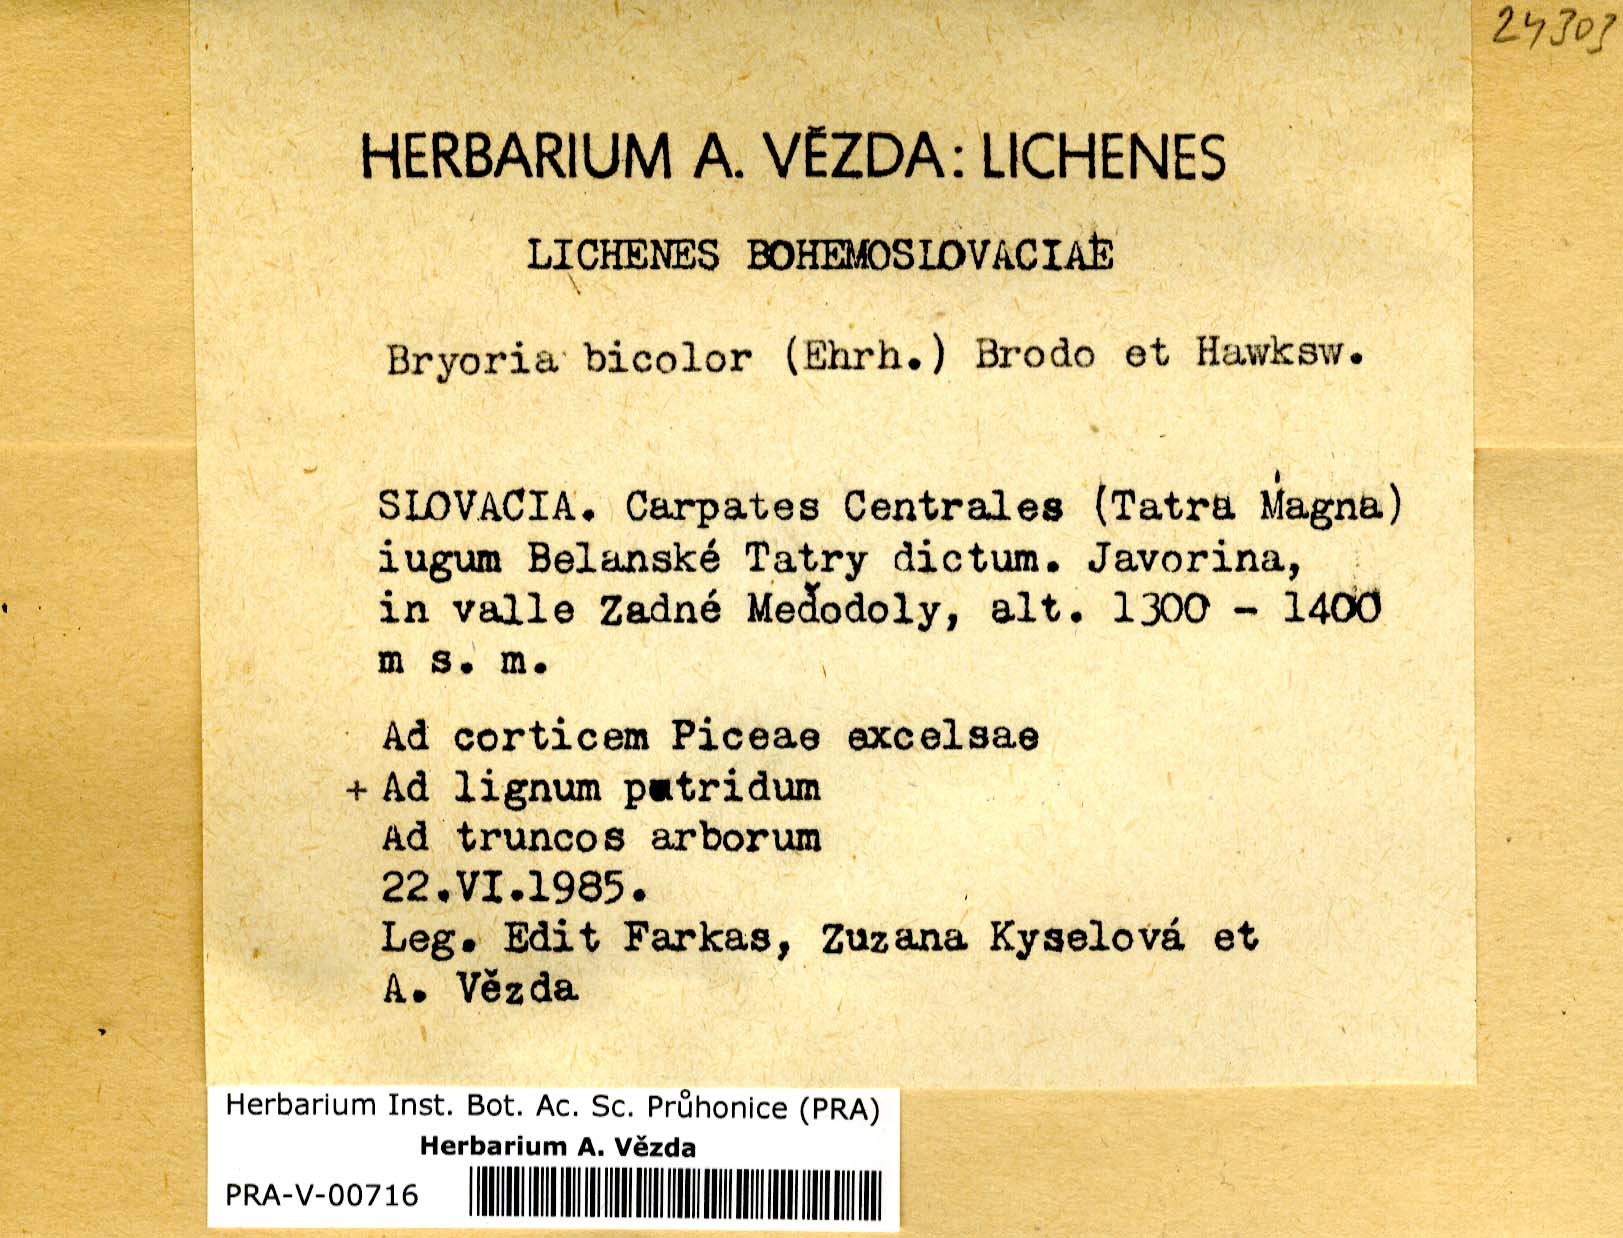 24303
HERBARIUM A. VĚZDA: LICHENES
LICHENES BOHEMOSLOVACIAE
Bryoria bicolor (Ehrh.) Brodo et Hawksw.
SLOVACIA. Carpates Centrales (Tatra Magna)
iugum Belanské Tatry dictum. Javorina,
in valle Zadné Meďodoly, alt. 1300 - 1400
m s. m.
Ad corticem Piceae excelsae
+ Ad lignum putridum
Ad truncos arborum
22.VI.1985.
Leg. Edit Farkas, Zuzana Kyselová et
A. Vězda
Herbarium Inst. Bot. Ac. Sc. Průhonice (PRA)
Herbarium A. Vězda
PRA-V-00716